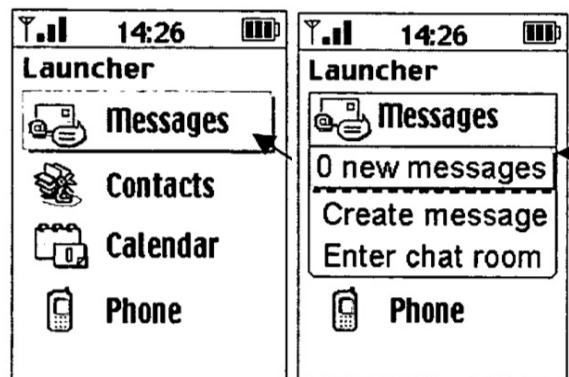 14:26
Launcher
Messages
Contacts
Calendar
Phone
14:26
Launcher
Messages
0 new messages
Create message
Enter chat room
Phone